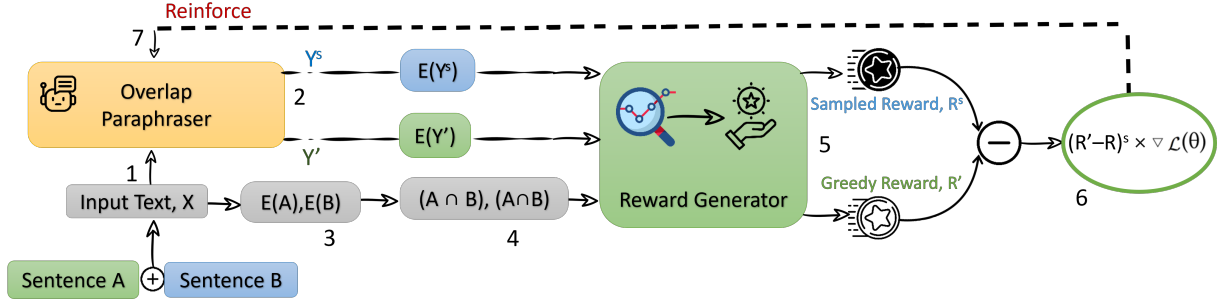 Reinforce
7
Yˢ
E(Yˢ)
Overlap
Paraphraser
2
Sampled Reward, Rˢ
E(Y’)
Y’
5
(R’–R)ˢ × ▽ ℒ(θ)
1
Greedy Reward, R’
Input Text, X
E(A),E(B)
(A ∩ B), (A∩B)
Reward Generator
6
3
4
Sentence A
+
Sentence B